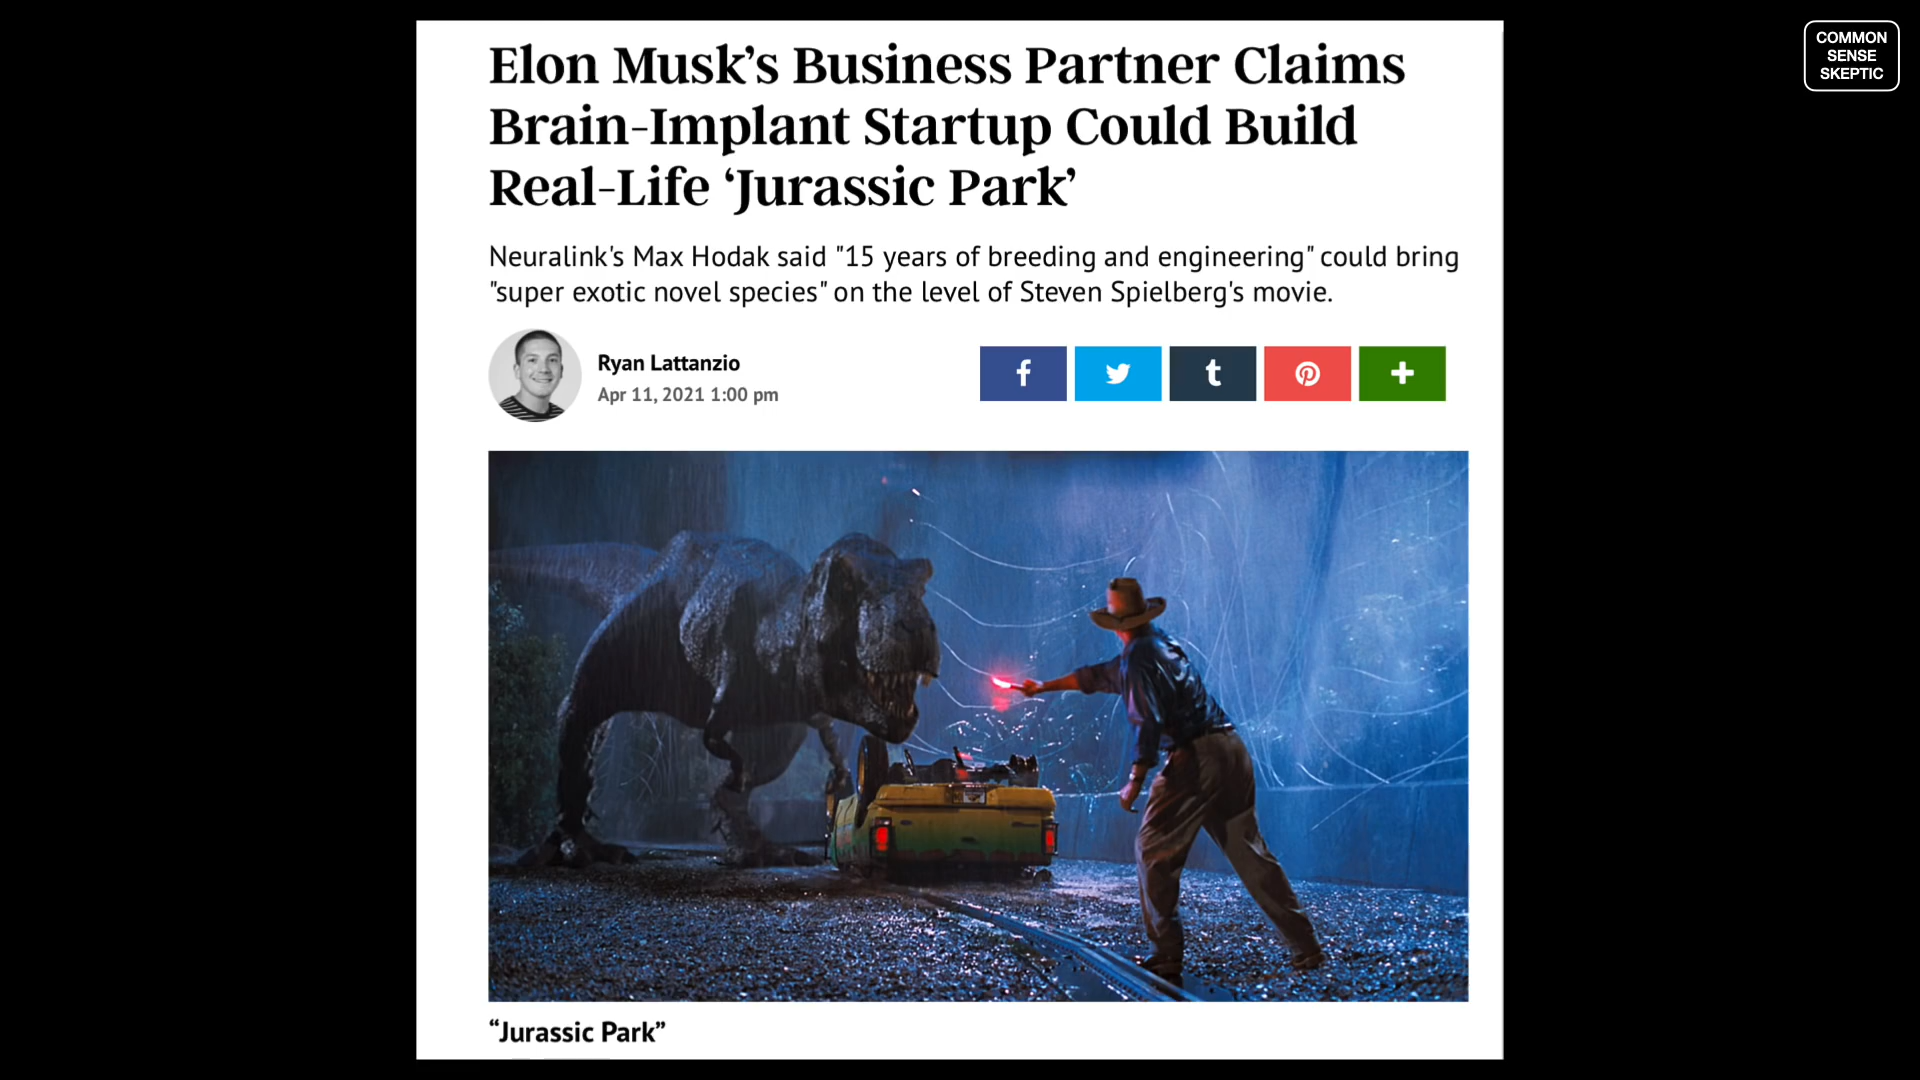 COMMON
SENSE
SKEPTIC
Elon Musk’s Business Partner Claims
Brain-Implant Startup Could Build
Real-Life ‘Jurassic Park’
Neuralink's Max Hodak said "15 years of breeding and engineering" could bring
"super exotic novel species" on the level of Steven Spielberg's movie.
Ryan Lattanzio
Apr 11, 2021 1:00 pm
“Jurassic Park”